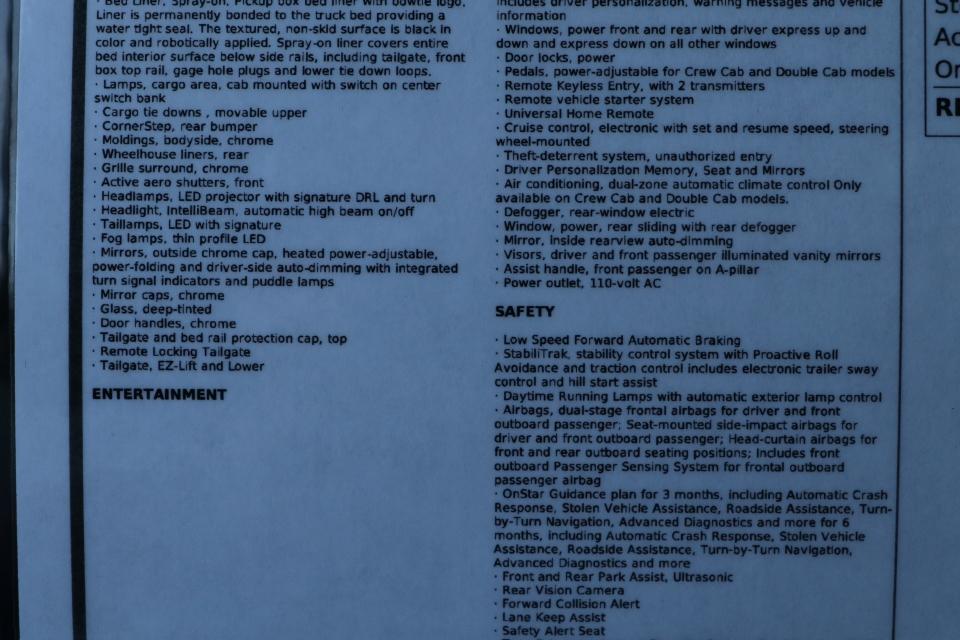 · Bed Liner, Spray-on, Pickup box bed liner with bowtie logo.
Liner is permanently bonded to the truck bed providing a
water tight seal. The textured, non-skid surface is black in
color and robotically applied. Spray-on liner covers entire
bed interior surface below side rails, including tailgate, front
box top rail, gage hole plugs and lower tie down loops.
· Lamps, cargo area, cab mounted with switch on center
switch bank
· Cargo tie downs , movable upper
· CornerStep, rear bumper
· Moldings, bodyside, chrome
· Wheelhouse liners, rear
· Grille surround, chrome
· Active aero shutters, front
· Headlamps, LED projector with signature DRL and turn
· Headlight, IntelliBeam, automatic high beam on/off
· Taillamps, LED with signature
· Fog lamps, thin profile LED
· Mirrors, outside chrome cap, heated power-adjustable,
power-folding and driver-side auto-dimming with integrated
turn signal indicators and puddle lamps
· Mirror caps, chrome
· Glass, deep-tinted
· Door handles, chrome
· Tailgate and bed rail protection cap, top
· Remote Locking Tailgate
· Tailgate, EZ-Lift and Lower
ENTERTAINMENT
includes driver personalization, warning messages and vehicle
information
· Windows, power front and rear with driver express up and
down and express down on all other windows
· Door locks, power
· Pedals, power-adjustable for Crew Cab and Double Cab models
· Remote Keyless Entry, with 2 transmitters
· Remote vehicle starter system
· Universal Home Remote
· Cruise control, electronic with set and resume speed, steering
wheel-mounted
· Theft-deterrent system, unauthorized entry
· Driver Personalization Memory, Seat and Mirrors
· Air conditioning, dual-zone automatic climate control Only
available on Crew Cab and Double Cab models.
· Defogger, rear-window electric
· Window, power, rear sliding with rear defogger
· Mirror, inside rearview auto-dimming
· Visors, driver and front passenger illuminated vanity mirrors
· Assist handle, front passenger on A-pillar
· Power outlet, 110-volt AC
SAFETY
· Low Speed Forward Automatic Braking
· StabiliTrak, stability control system with Proactive Roll
Avoidance and traction control includes electronic trailer sway
control and hill start assist
· Daytime Running Lamps with automatic exterior lamp control
· Airbags, dual-stage frontal airbags for driver and front
outboard passenger; Seat-mounted side-impact airbags for
driver and front outboard passenger; Head-curtain airbags for
front and rear outboard seating positions; Includes front
outboard Passenger Sensing System for frontal outboard
passenger airbag
· OnStar Guidance plan for 3 months, including Automatic Crash
Response, Stolen Vehicle Assistance, Roadside Assistance, Turn-
by-Turn Navigation, Advanced Diagnostics and more for 6
months, including Automatic Crash Response, Stolen Vehicle
Assistance, Roadside Assistance, Turn-by-Turn Navigation,
Advanced Diagnostics and more
· Front and Rear Park Assist, Ultrasonic
· Rear Vision Camera
· Forward Collision Alert
· Lane Keep Assist
· Safety Alert Seat